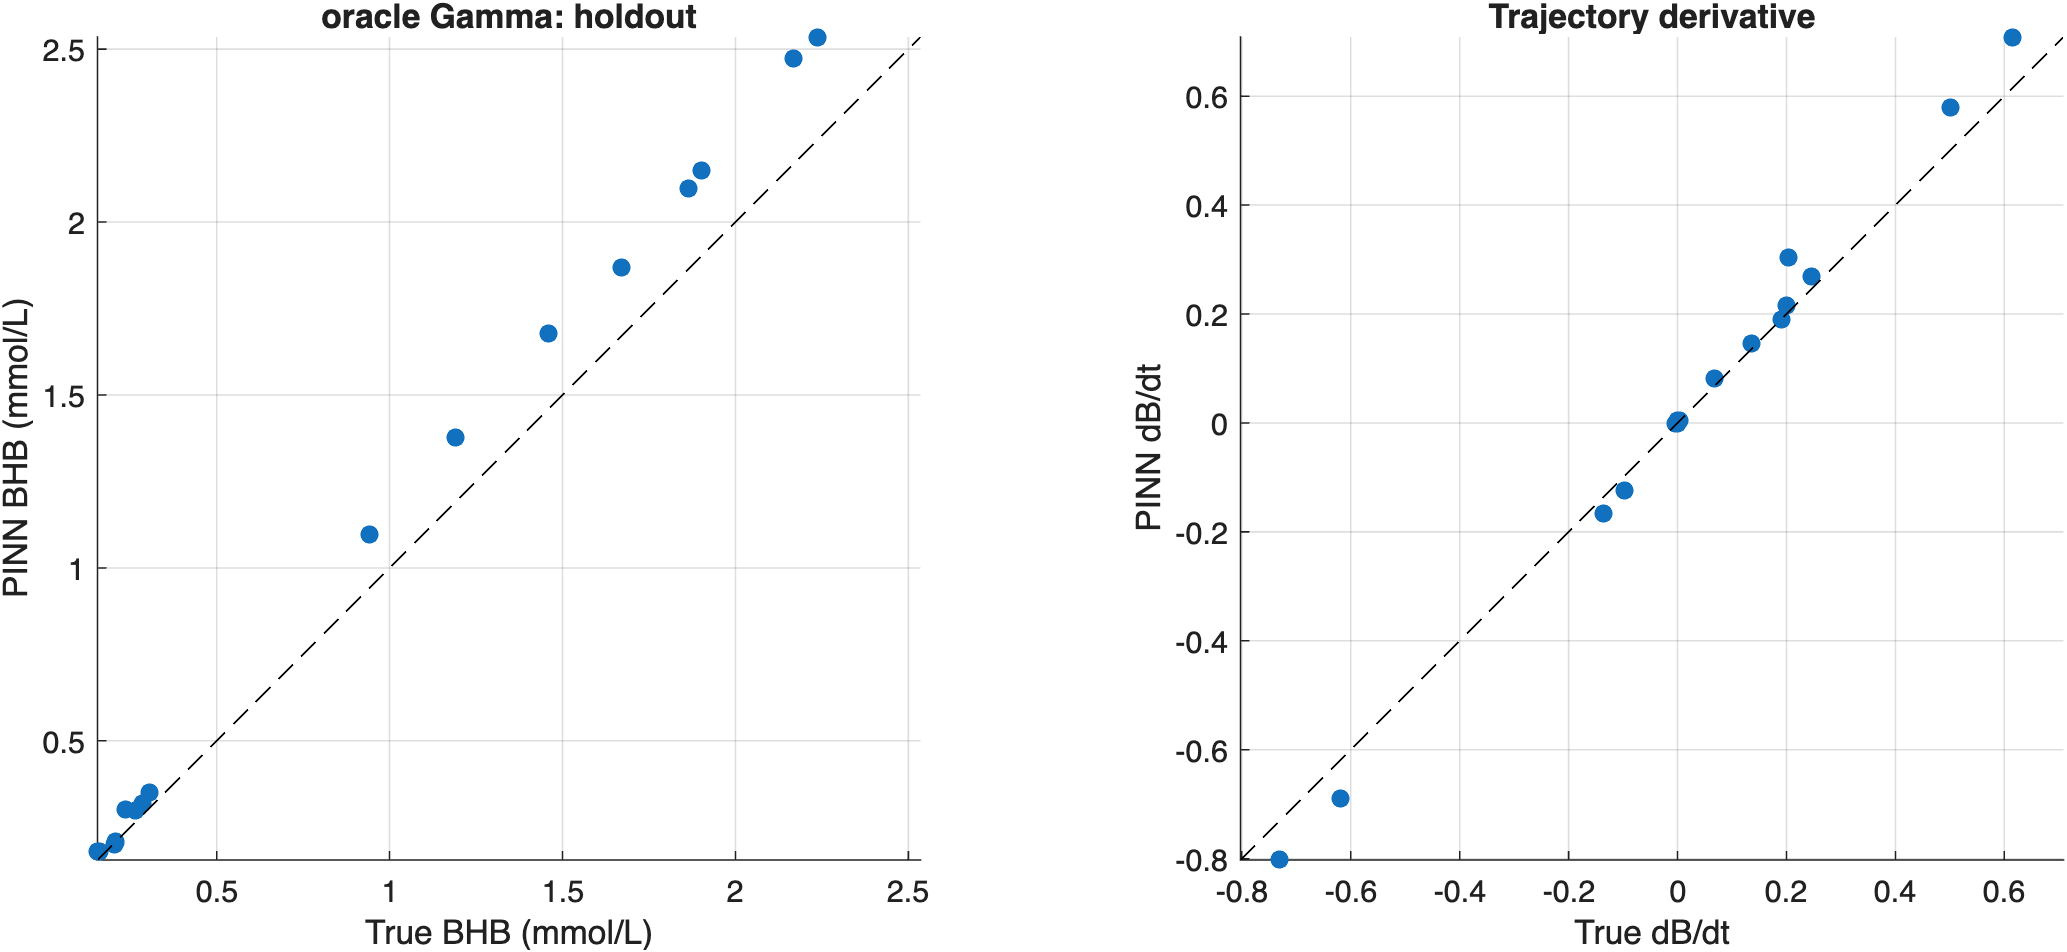 oracle Gamma: holdout
PINN BHB (mmol/L)
2.5
2
1.5
1
0.5
0.5 1 1.5 2 2.5
True BHB (mmol/L)
Trajectory derivative
PINN dB/dt
0.6
0.4
0.2
0
-0.2
-0.4
-0.6
-0.8
-0.8 -0.6 -0.4 -0.2 0 0.2 0.4 0.6
True dB/dt